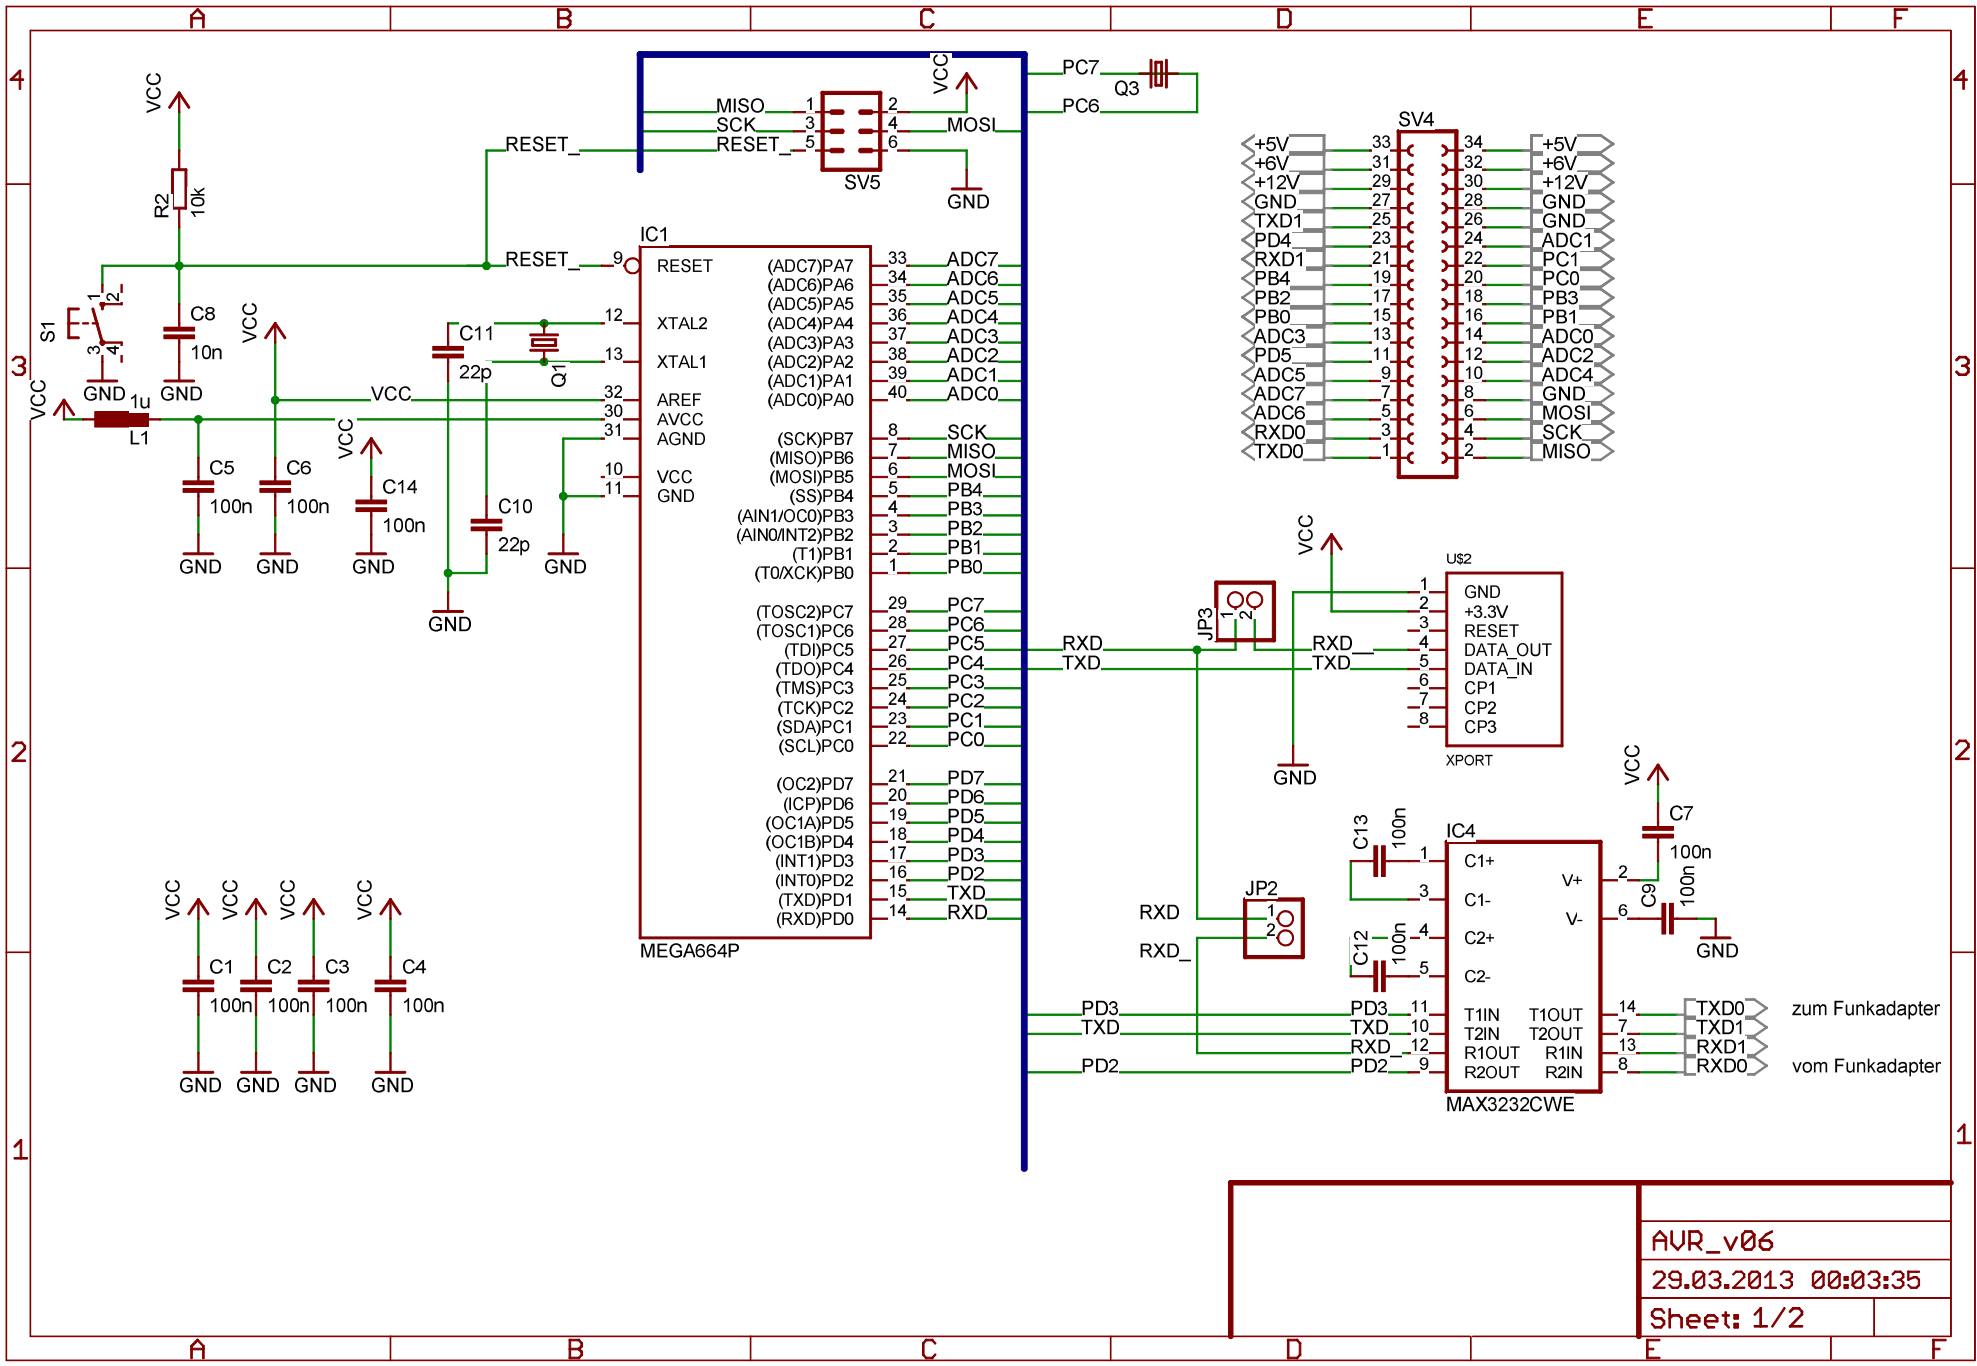 A B C D E F
4 4
3 3
2 2
1 1
VCC
R2
10k
S1
1
2
3
4
GND
C8
10n
GND
VCC
VCC
1u
L1
C5
100n
GND
C6
100n
GND
VCC
VCC
C14
100n
GND
C11
22p
Q1
C10
22p
GND
GND
RESET_
RESET_
MISO 1 2 VCC
SCK 3 4 MOSI
RESET_ 5 6
SV5
GND
PC7
PC6
Q3
IC1
9 RESET
12 XTAL2
13 XTAL1
32 AREF
30 AVCC
31 AGND
10 VCC
11 GND
(ADC7)PA7 33 ADC7
(ADC6)PA6 34 ADC6
(ADC5)PA5 35 ADC5
(ADC4)PA4 36 ADC4
(ADC3)PA3 37 ADC3
(ADC2)PA2 38 ADC2
(ADC1)PA1 39 ADC1
(ADC0)PA0 40 ADC0
(SCK)PB7 8 SCK
(MISO)PB6 7 MISO
(MOSI)PB5 6 MOSI
(SS)PB4 5 PB4
(AIN1/OC0)PB3 4 PB3
(AIN0/INT2)PB2 3 PB2
(T1)PB1 2 PB1
(T0/XCK)PB0 1 PB0
(TOSC2)PC7 29 PC7
(TOSC1)PC6 28 PC6
(TDI)PC5 27 PC5
(TDO)PC4 26 PC4
(TMS)PC3 25 PC3
(TCK)PC2 24 PC2
(SDA)PC1 23 PC1
(SCL)PC0 22 PC0
(OC2)PD7 21 PD7
(ICP)PD6 20 PD6
(OC1A)PD5 19 PD5
(OC1B)PD4 18 PD4
(INT1)PD3 17 PD3
(INT0)PD2 16 PD2
(TXD)PD1 15 TXD
(RXD)PD0 14 RXD
MEGA664P
SV4
+5V 33 34 +5V
+6V 31 32 +6V
+12V 29 30 +12V
GND 27 28 GND
TXD1 25 26 GND
PD4 23 24 ADC1
RXD1 21 22 PC1
PB4 19 20 PC0
PB2 17 18 PB3
PB0 15 16 PB1
ADC3 13 14 ADC0
PD5 11 12 ADC2
ADC5 9 10 ADC4
ADC7 7 8 GND
ADC6 5 6 MOSI
RXD0 3 4 SCK
TXD0 1 2 MISO
VCC
U$2
1 GND
2 +3.3V
3 RESET
4 DATA_OUT
5 DATA_IN
6 CP1
7 CP2
8 CP3
XPORT
JP3
1 2
RXD RXD__
TXD TXD
GND
VCC
C7
100n
C9
100n
GND
C13
100n
C12
100n
IC4
1 C1+
3 C1-
4 C2+
5 C2-
V+ 2
V- 6
JP2
RXD 1
RXD_ 2
PD3 PD3 11 T1IN T1OUT 14 TXD0 zum Funkadapter
TXD TXD 10 T2IN T2OUT 7 TXD1
RXD_ 12 R1OUT R1IN 13 RXD1
PD2 PD2 9 R2OUT R2IN 8 RXD0 vom Funkadapter
MAX3232CWE
VCC VCC VCC VCC
C1 C2 C3 C4
100n 100n 100n 100n
GND GND GND GND
AVR_v06
29.03.2013 00:03:35
Sheet: 1/2
A B C D E F